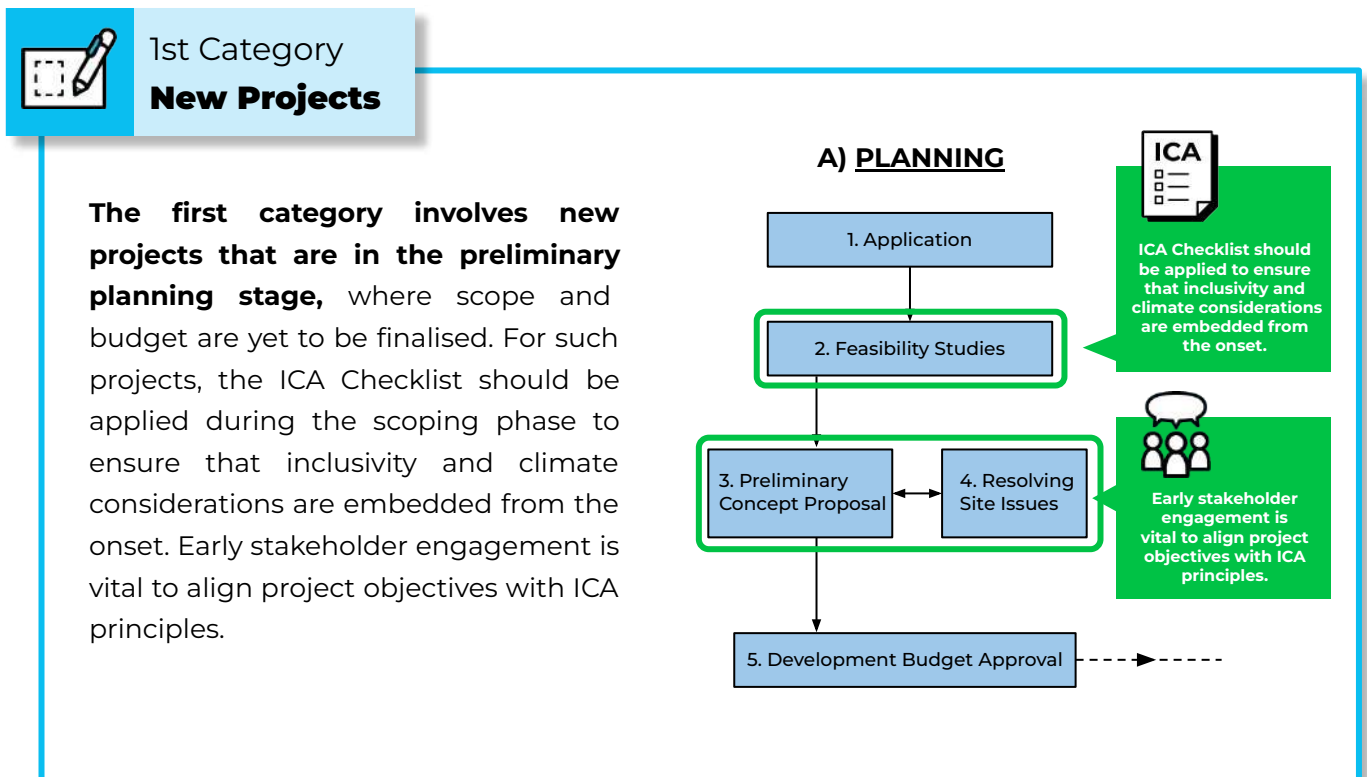 1st Category
New Projects
The first category involves new
projects that are in the preliminary
planning stage, where scope and
budget are yet to be finalised. For such
projects, the ICA Checklist should be
applied during the scoping phase to
ensure that inclusivity and climate
considerations are embedded from the
onset. Early stakeholder engagement is
vital to align project objectives with ICA
principles.
A) PLANNING
1. Application
2. Feasibility Studies
3. Preliminary
Concept Proposal
4. Resolving
Site Issues
5. Development Budget Approval
ICA
ICA Checklist should
be applied to ensure
that inclusivity and
climate considerations
are embedded from
the onset.
Early stakeholder
engagement is
vital to align project
objectives with ICA
principles.